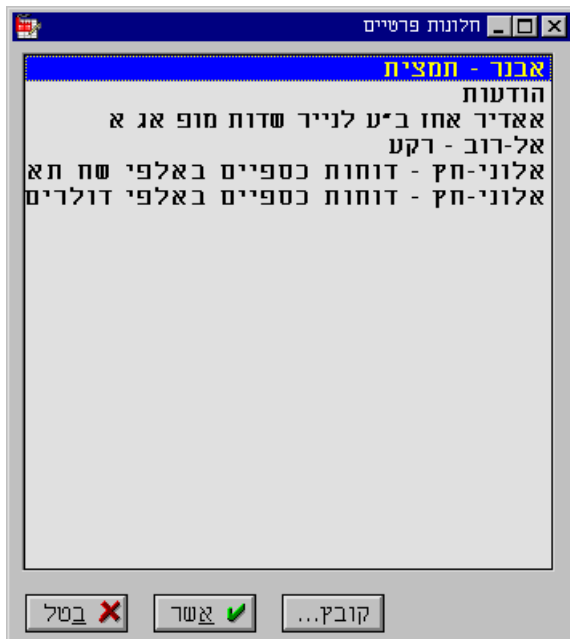 חלונות פרטיים
אבנר - תמצית
הודעות
אאדיר אחז ב"ע לנייר שדות מופ אג א
אל-רוב - רקע
אלוני-חץ - דוחות כספיים באלפי שח תא
אלוני-חץ - דוחות כספיים באלפי דולרים
קובץ...
אשר
בטל